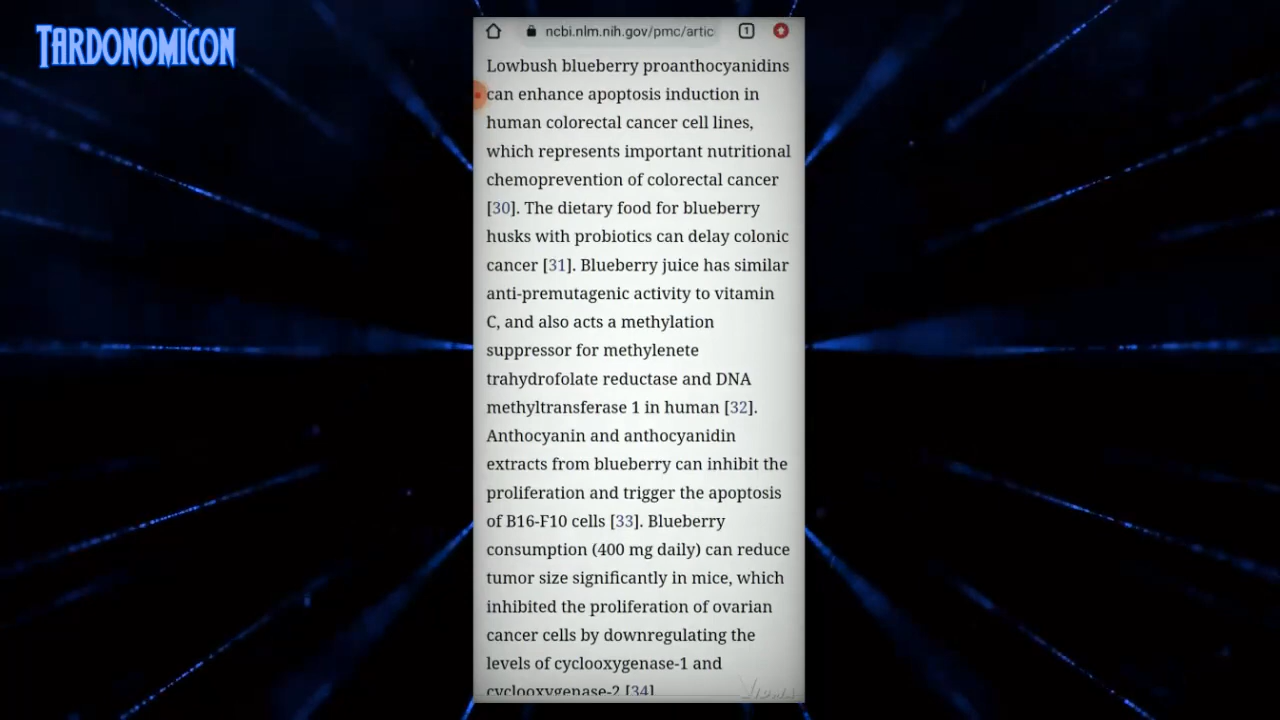 TARDONOMICON
ncbi.nlm.nih.gov/pmc/artic
1
Lowbush blueberry proanthocyanidins
can enhance apoptosis induction in
human colorectal cancer cell lines,
which represents important nutritional
chemoprevention of colorectal cancer
[30]. The dietary food for blueberry
husks with probiotics can delay colonic
cancer [31]. Blueberry juice has similar
anti-premutagenic activity to vitamin
C, and also acts a methylation
suppressor for methylenete
trahydrofolate reductase and DNA
methyltransferase 1 in human [32].
Anthocyanin and anthocyanidin
extracts from blueberry can inhibit the
proliferation and trigger the apoptosis
of B16-F10 cells [33]. Blueberry
consumption (400 mg daily) can reduce
tumor size significantly in mice, which
inhibited the proliferation of ovarian
cancer cells by downregulating the
levels of cyclooxygenase-1 and
cyclooxygenase-2 [34]